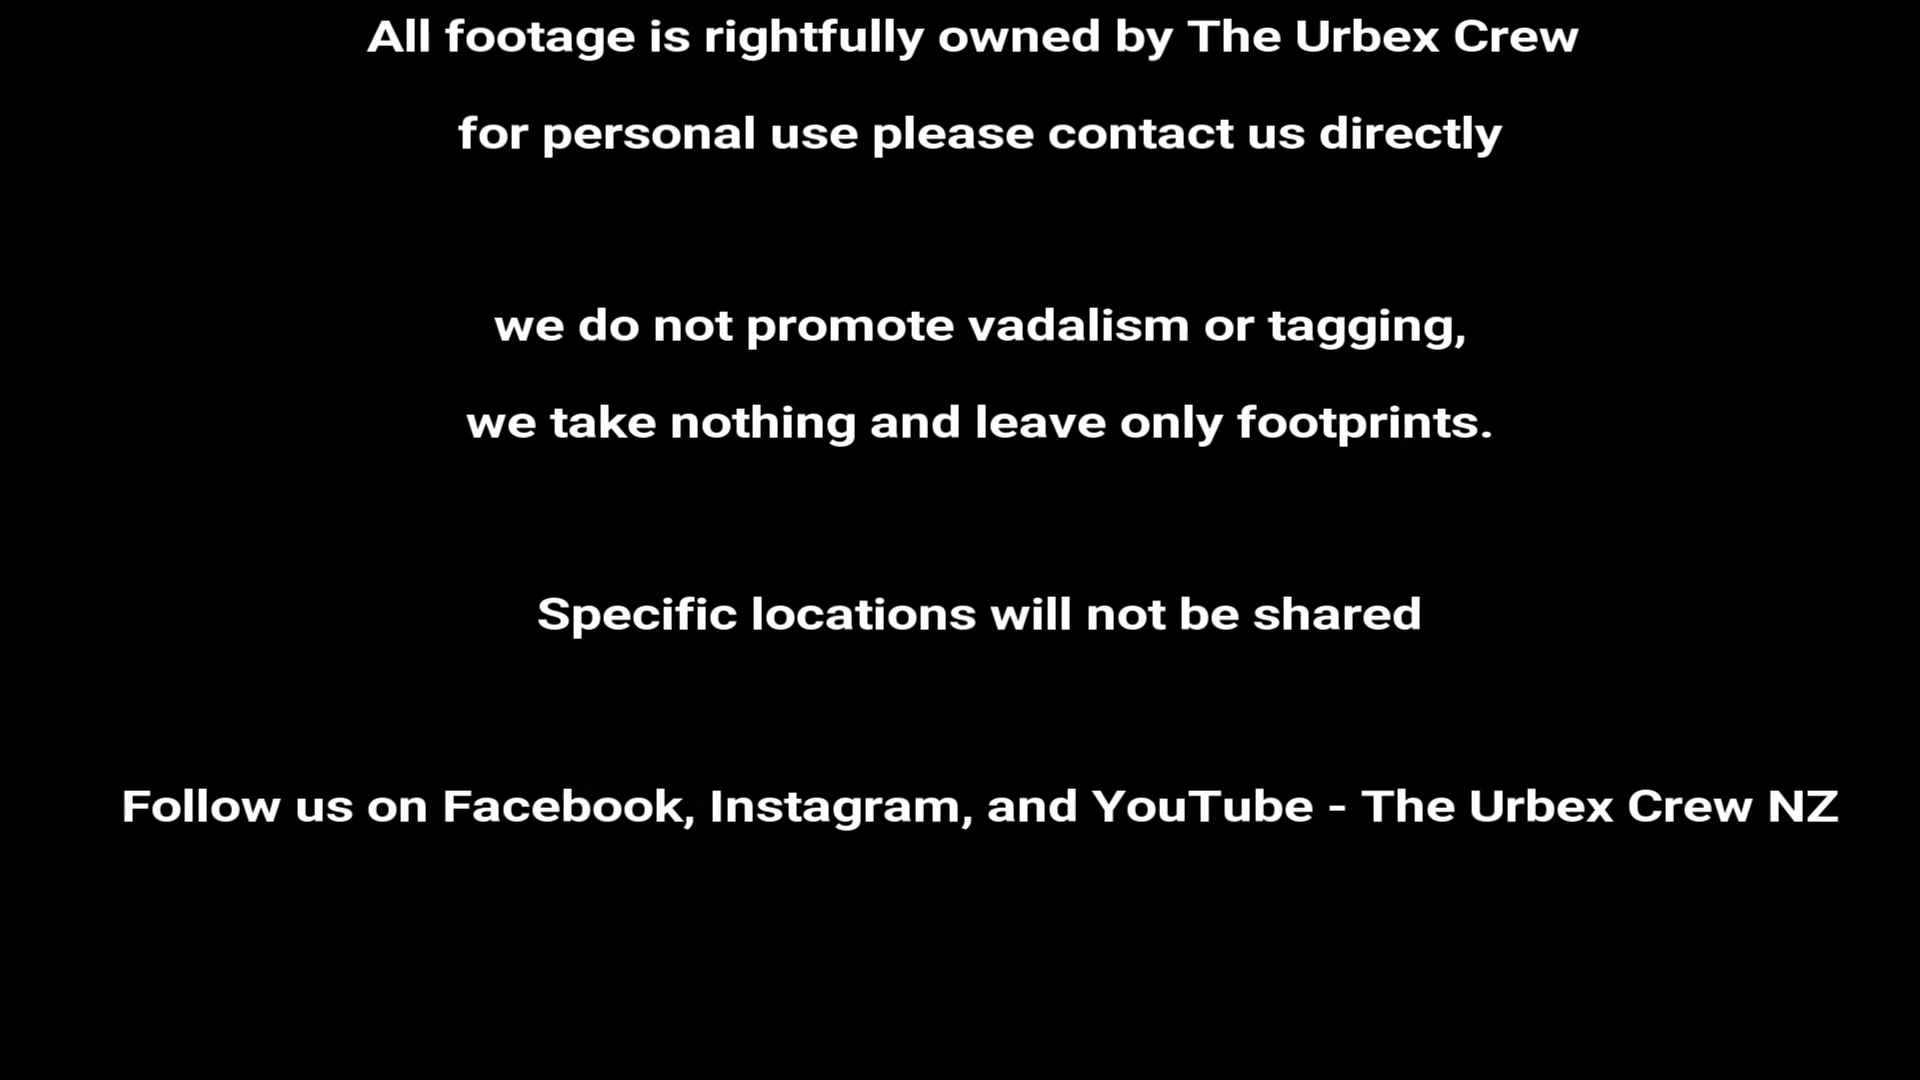 All footage is rightfully owned by The Urbex Crew
for personal use please contact us directly
we do not promote vadalism or tagging,
we take nothing and leave only footprints.
Specific locations will not be shared
Follow us on Facebook, Instagram, and YouTube - The Urbex Crew NZ